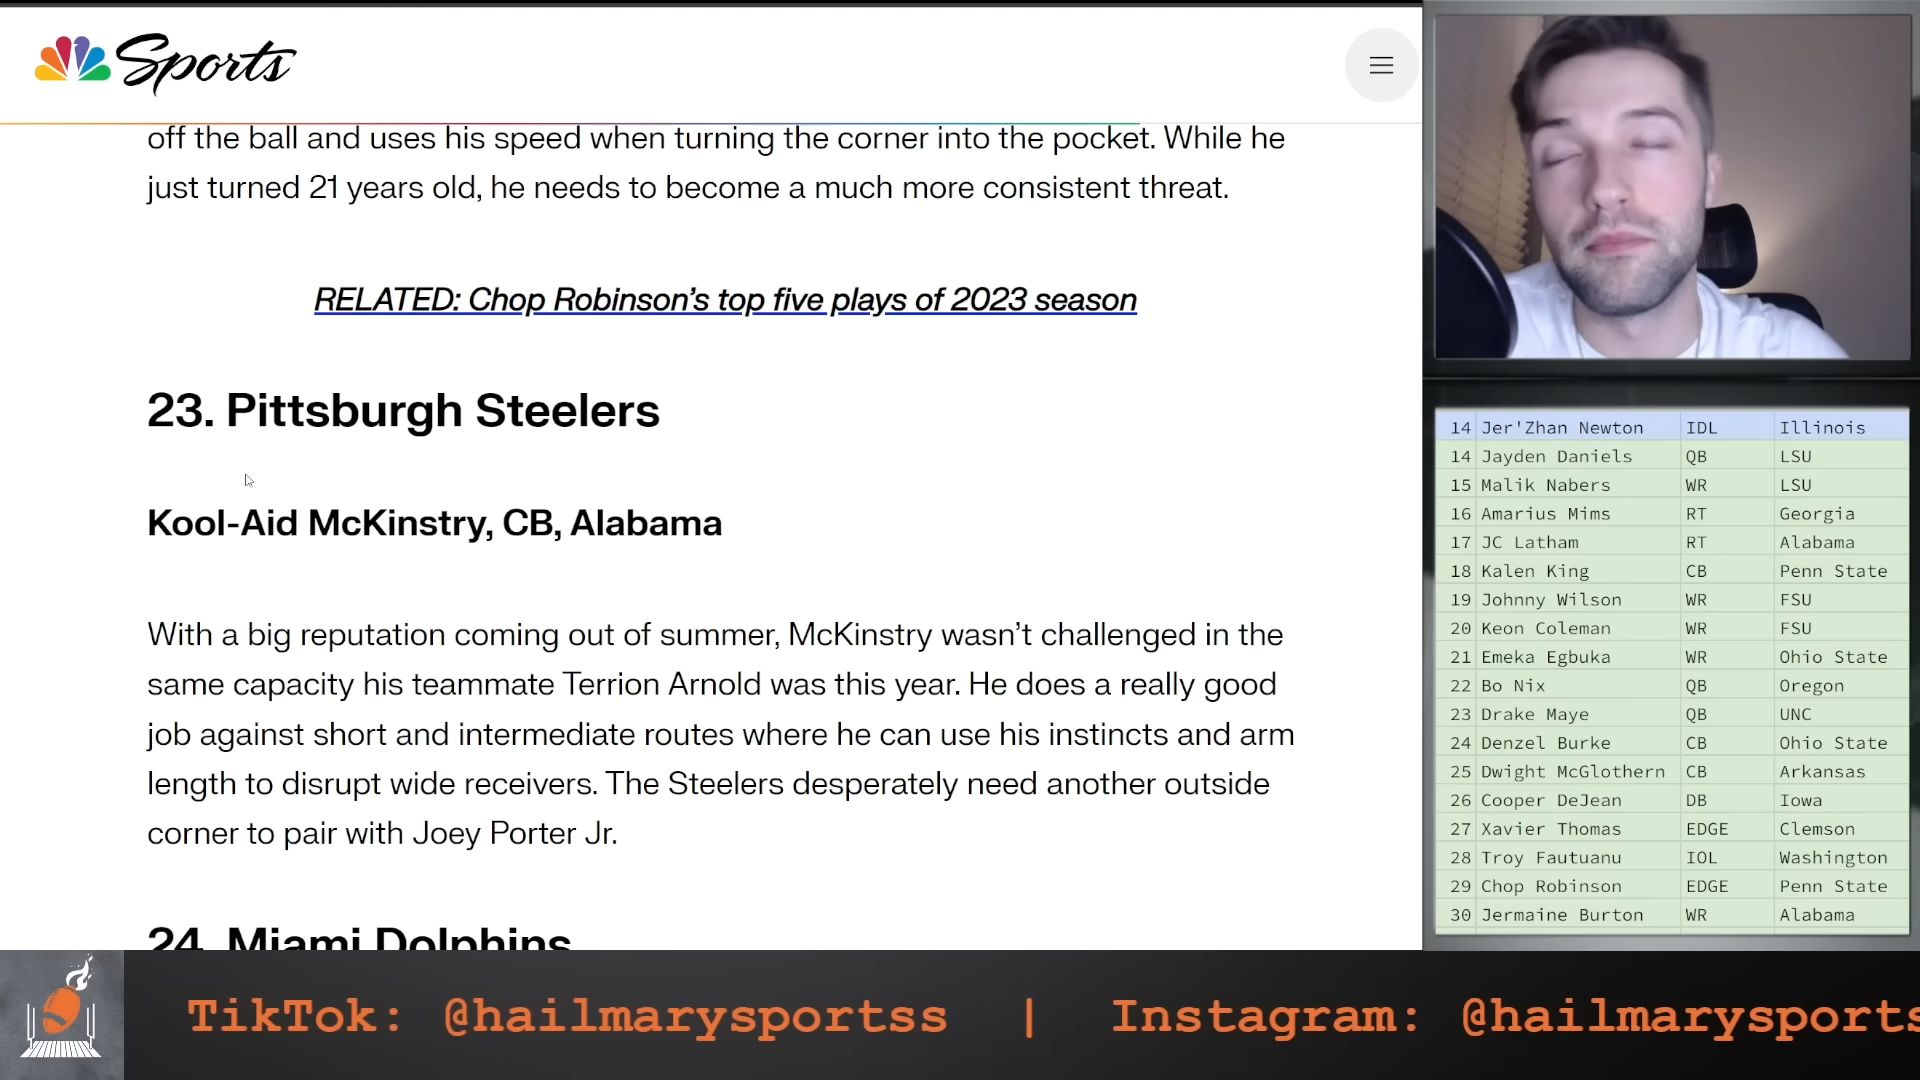 Sports
off the ball and uses his speed when turning the corner into the pocket. While he
just turned 21 years old, he needs to become a much more consistent threat.
RELATED: Chop Robinson’s top five plays of 2023 season
23. Pittsburgh Steelers
Kool-Aid McKinstry, CB, Alabama
With a big reputation coming out of summer, McKinstry wasn’t challenged in the
same capacity his teammate Terrion Arnold was this year. He does a really good
job against short and intermediate routes where he can use his instincts and arm
length to disrupt wide receivers. The Steelers desperately need another outside
corner to pair with Joey Porter Jr.
24. Miami Dolphins
14 Jer'Zhan Newton IDL Illinois
14 Jayden Daniels QB LSU
15 Malik Nabers WR LSU
16 Amarius Mims RT Georgia
17 JC Latham RT Alabama
18 Kalen King CB Penn State
19 Johnny Wilson WR FSU
20 Keon Coleman WR FSU
21 Emeka Egbuka WR Ohio State
22 Bo Nix QB Oregon
23 Drake Maye QB UNC
24 Denzel Burke CB Ohio State
25 Dwight McGlothern CB Arkansas
26 Cooper DeJean DB Iowa
27 Xavier Thomas EDGE Clemson
28 Troy Fautuanu IOL Washington
29 Chop Robinson EDGE Penn State
30 Jermaine Burton WR Alabama
TikTok: @hailmarysportss | Instagram: @hailmarysports